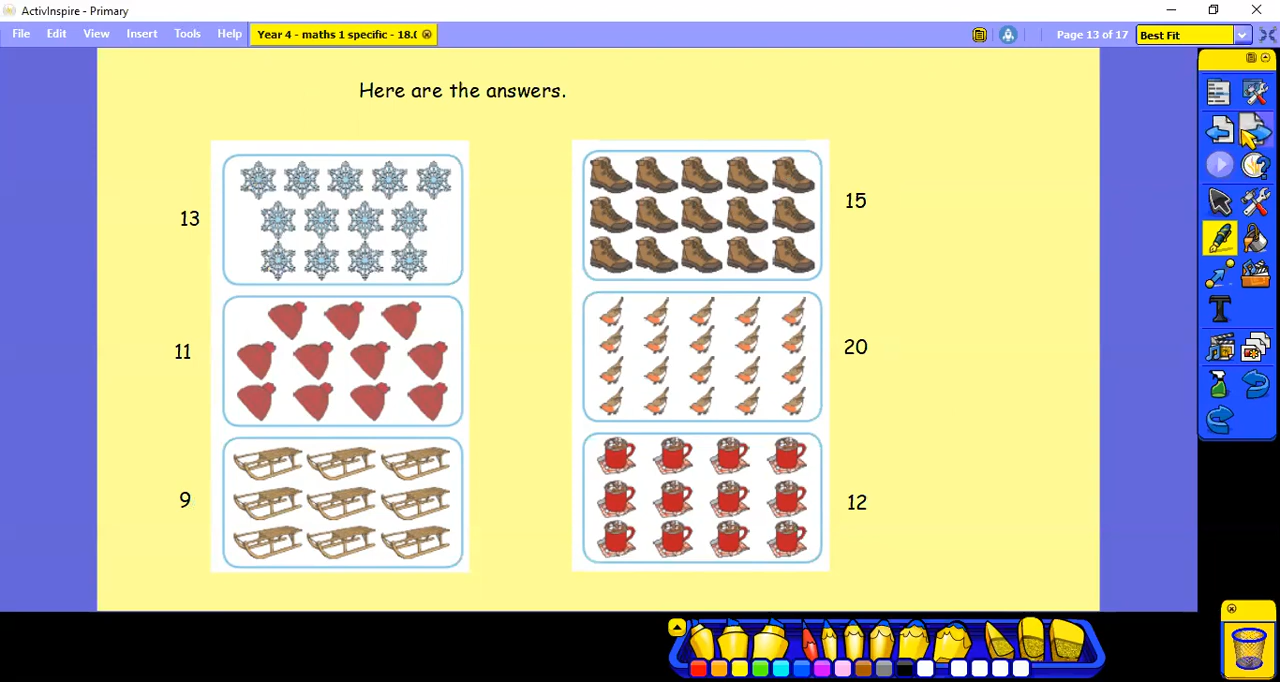 ActivInspire - Primary
File Edit View Insert Tools Help Year 4 - maths 1 specific - 18.( Page 13 of 17 Best Fit
Here are the answers.
13
15
11
20
9
12